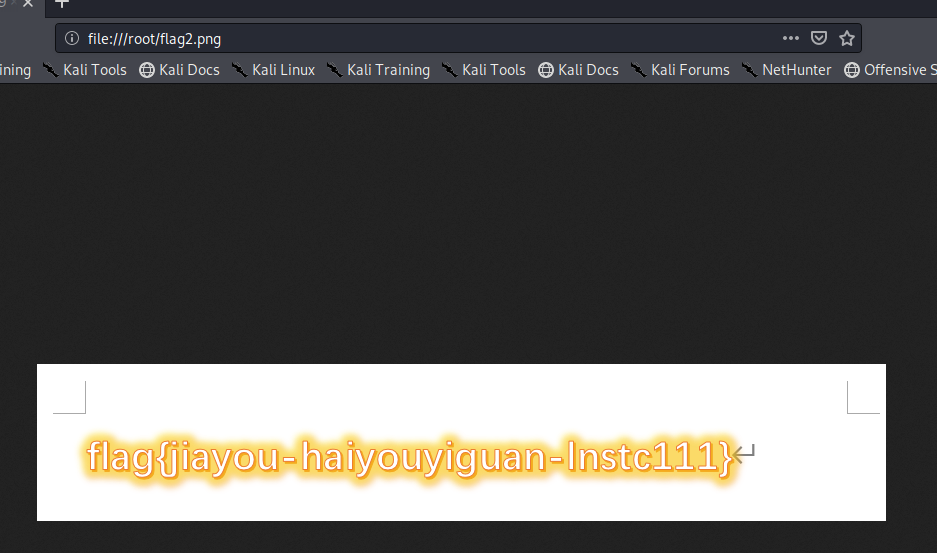 file:///root/flag2.png
ining Kali Tools Kali Docs Kali Linux Kali Training Kali Tools Kali Docs Kali Forums NetHunter Offensive S
flag{jiayou-haiyouyiguan-lnstc111}